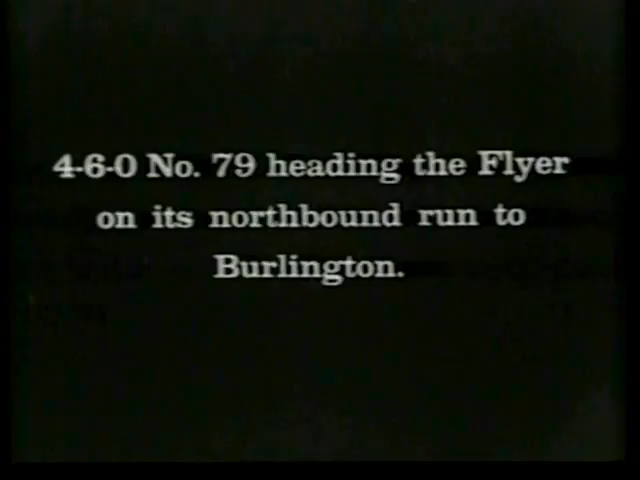 4-6-0 No. 79 heading the Flyer
on its northbound run to
Burlington.